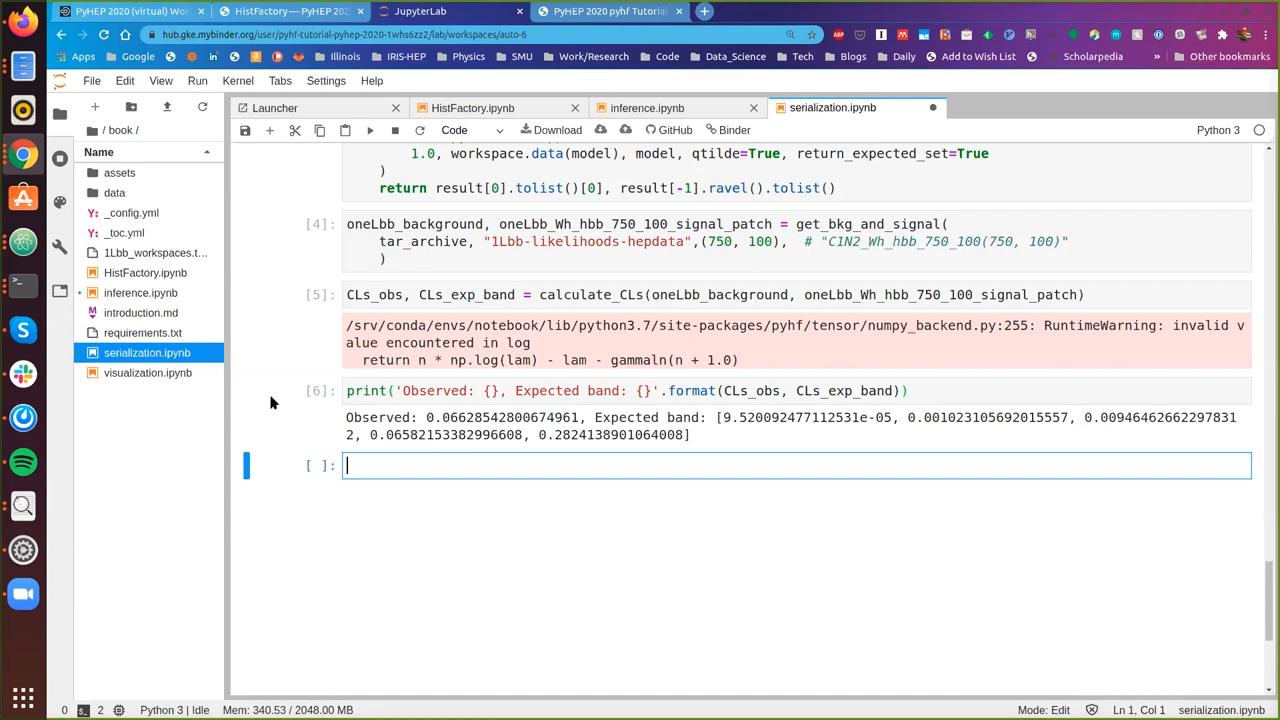 PyHEP 2020 (virtual) Wor
HistFactory — PyHEP 202
JupyterLab
PyHEP 2020 pyhf Tutorial
hub.gke.mybinder.org/user/pyhf-tutorial-pyhep-2020-1whs6zz2/lab/workspaces/auto-6
ABP
Apps
Google
Illinois
IRIS-HEP
Physics
SMU
Work/Research
Code
Data_Science
Tech
Blogs
Daily
Add to Wish List
Scholarpedia
»
Other bookmarks
File Edit View Run Kernel Tabs Settings Help
Launcher
HistFactory.ipynb
inference.ipynb
serialization.ipynb
/ book /
Code
Download
GitHub
Binder
Python 3
Name
assets
data
_config.yml
_toc.yml
1Lbb_workspaces.t…
HistFactory.ipynb
inference.ipynb
introduction.md
requirements.txt
serialization.ipynb
visualization.ipynb
1.0, workspace.data(model), model, qtilde=True, return_expected_set=True
)
return result[0].tolist()[0], result[-1].ravel().tolist()
[4]: oneLbb_background, oneLbb_Wh_hbb_750_100_signal_patch = get_bkg_and_signal(
tar_archive, "1Lbb-likelihoods-hepdata",(750, 100),  # "C1N2_Wh_hbb_750_100(750, 100)"
)
[5]: CLs_obs, CLs_exp_band = calculate_CLs(oneLbb_background, oneLbb_Wh_hbb_750_100_signal_patch)
/srv/conda/envs/notebook/lib/python3.7/site-packages/pyhf/tensor/numpy_backend.py:255: RuntimeWarning: invalid v
alue encountered in log
return n * np.log(lam) - lam - gammaln(n + 1.0)
[6]: print('Observed: {}, Expected band: {}'.format(CLs_obs, CLs_exp_band))
Observed: 0.06628542800674961, Expected band: [9.520092477112531e-05, 0.001023105692015557, 0.00946462662297831
2, 0.06582153382996608, 0.2824138901064008]
[ ]:
0
2
Python 3 | Idle
Mem: 340.53 / 2048.00 MB
Mode: Edit
Ln 1, Col 1
serialization.ipynb